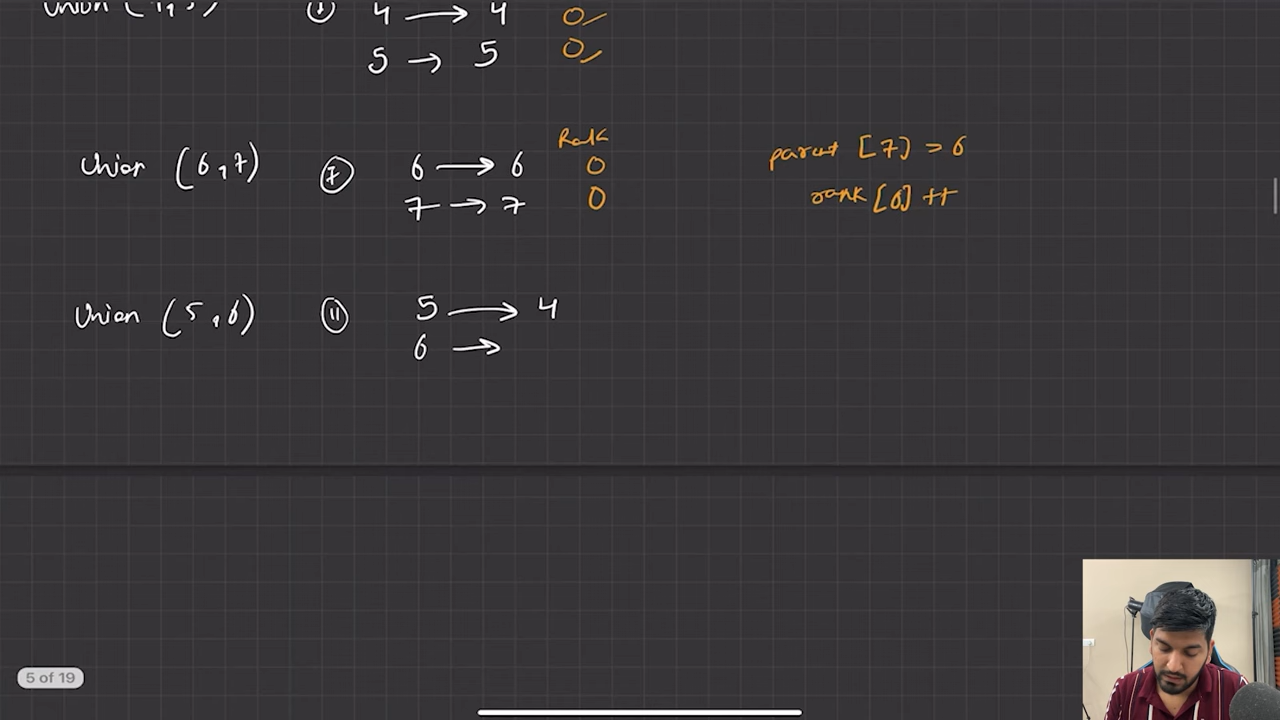 4 → 4 0
5 → 5 0
Rank
Union (6,7) I 6 → 6 0 parent [7] = 6
7 → 7 0 rank [6] ++
Union (5,6) II 5 → 4
6 →
5 of 19